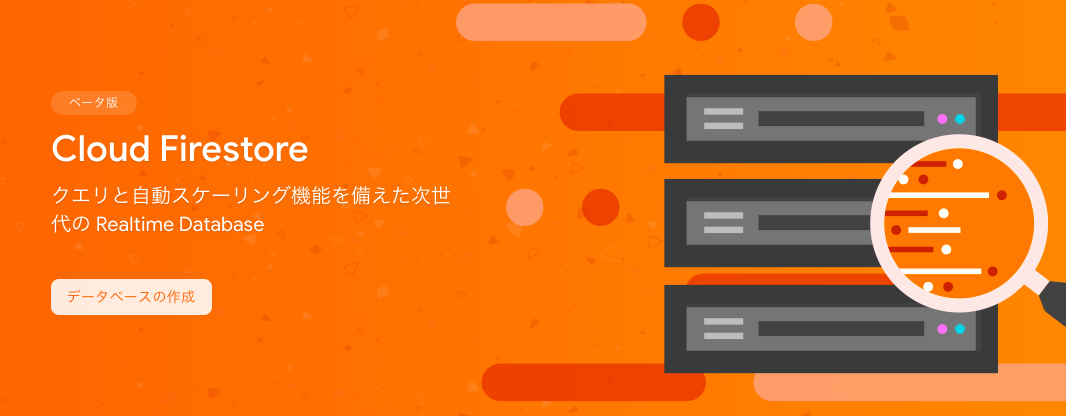 ベータ版
Cloud Firestore
クエリと自動スケーリング機能を備えた次世
代の Realtime Database
データベースの作成